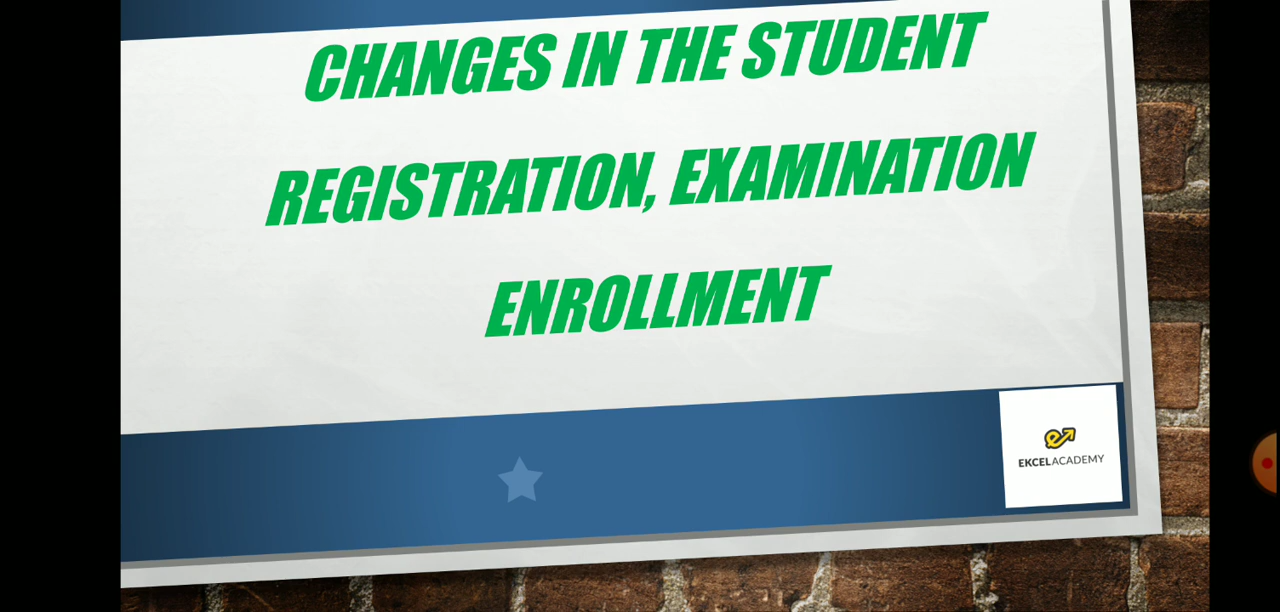 CHANGES IN THE STUDENT
REGISTRATION, EXAMINATION
ENROLLMENT
EKCELACADEMY